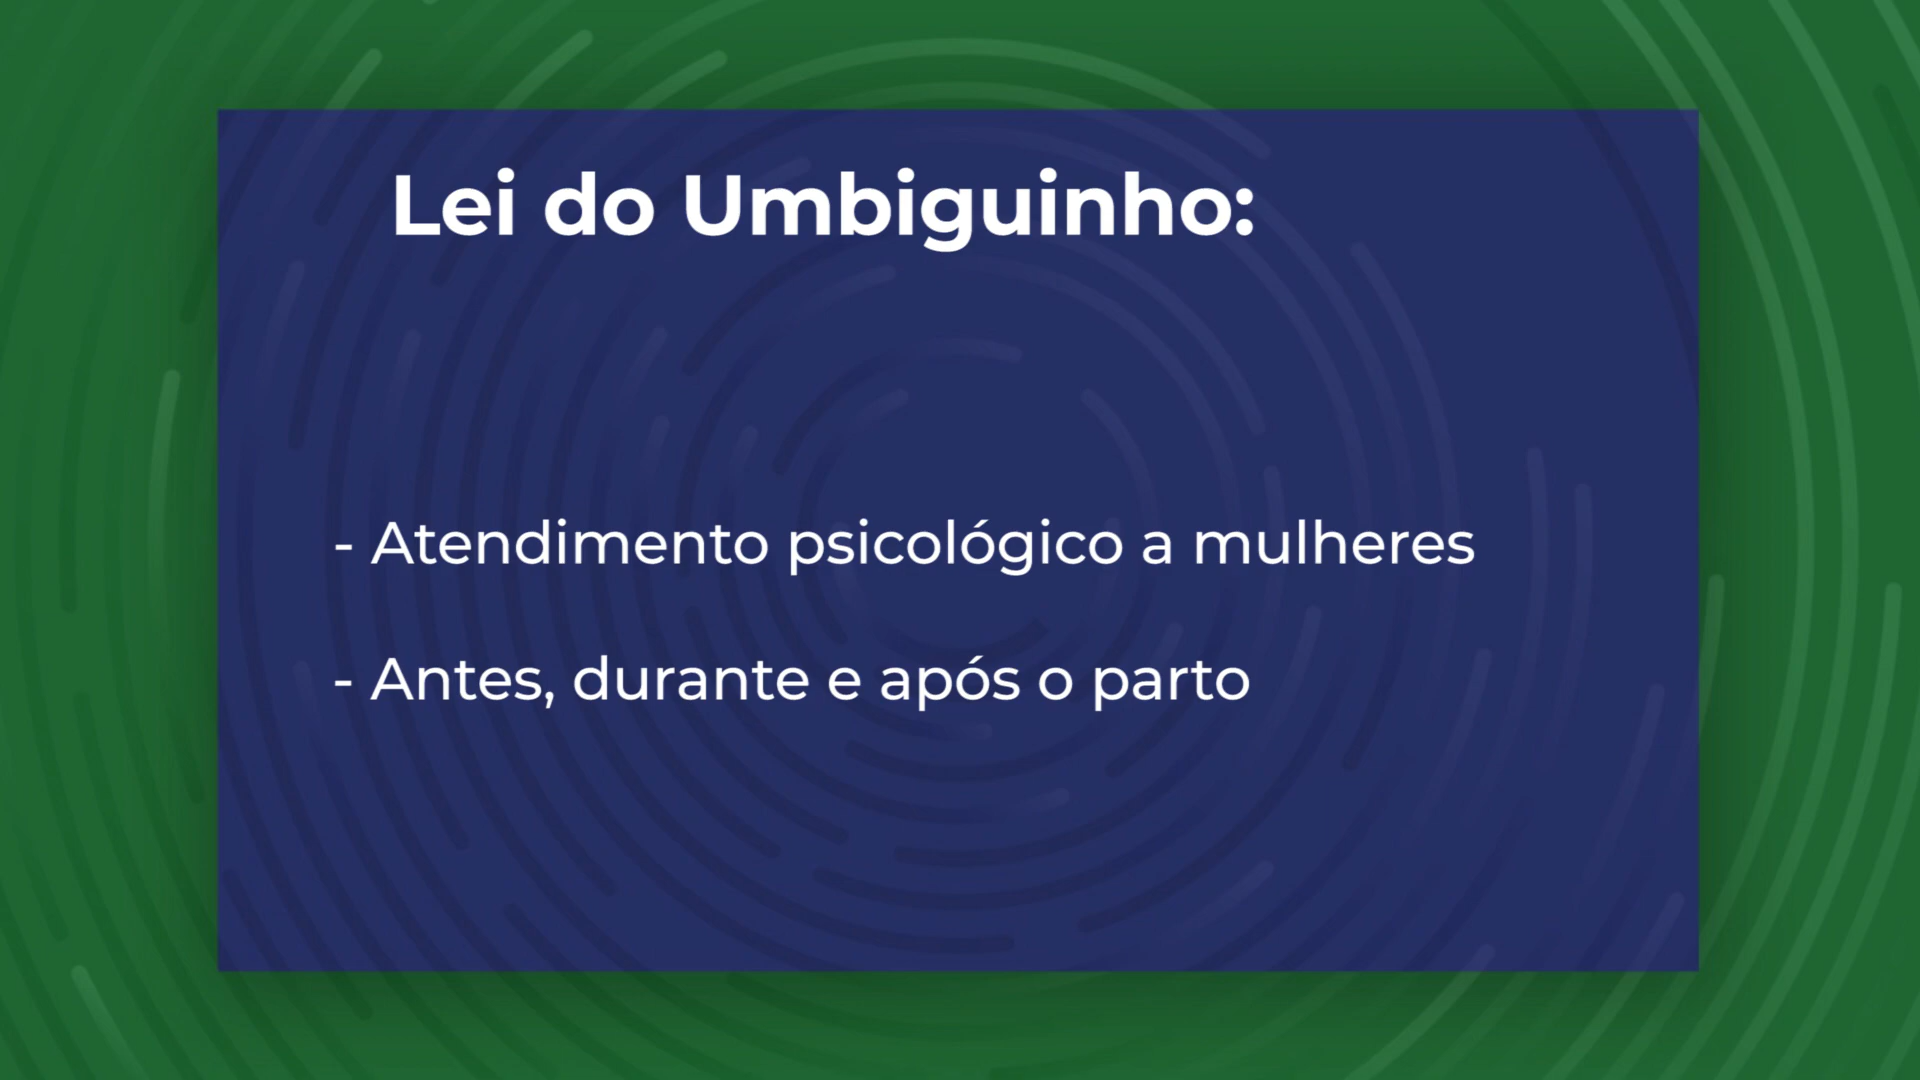 Lei do Umbiguinho:
- Atendimento psicológico a mulheres
- Antes, durante e após o parto